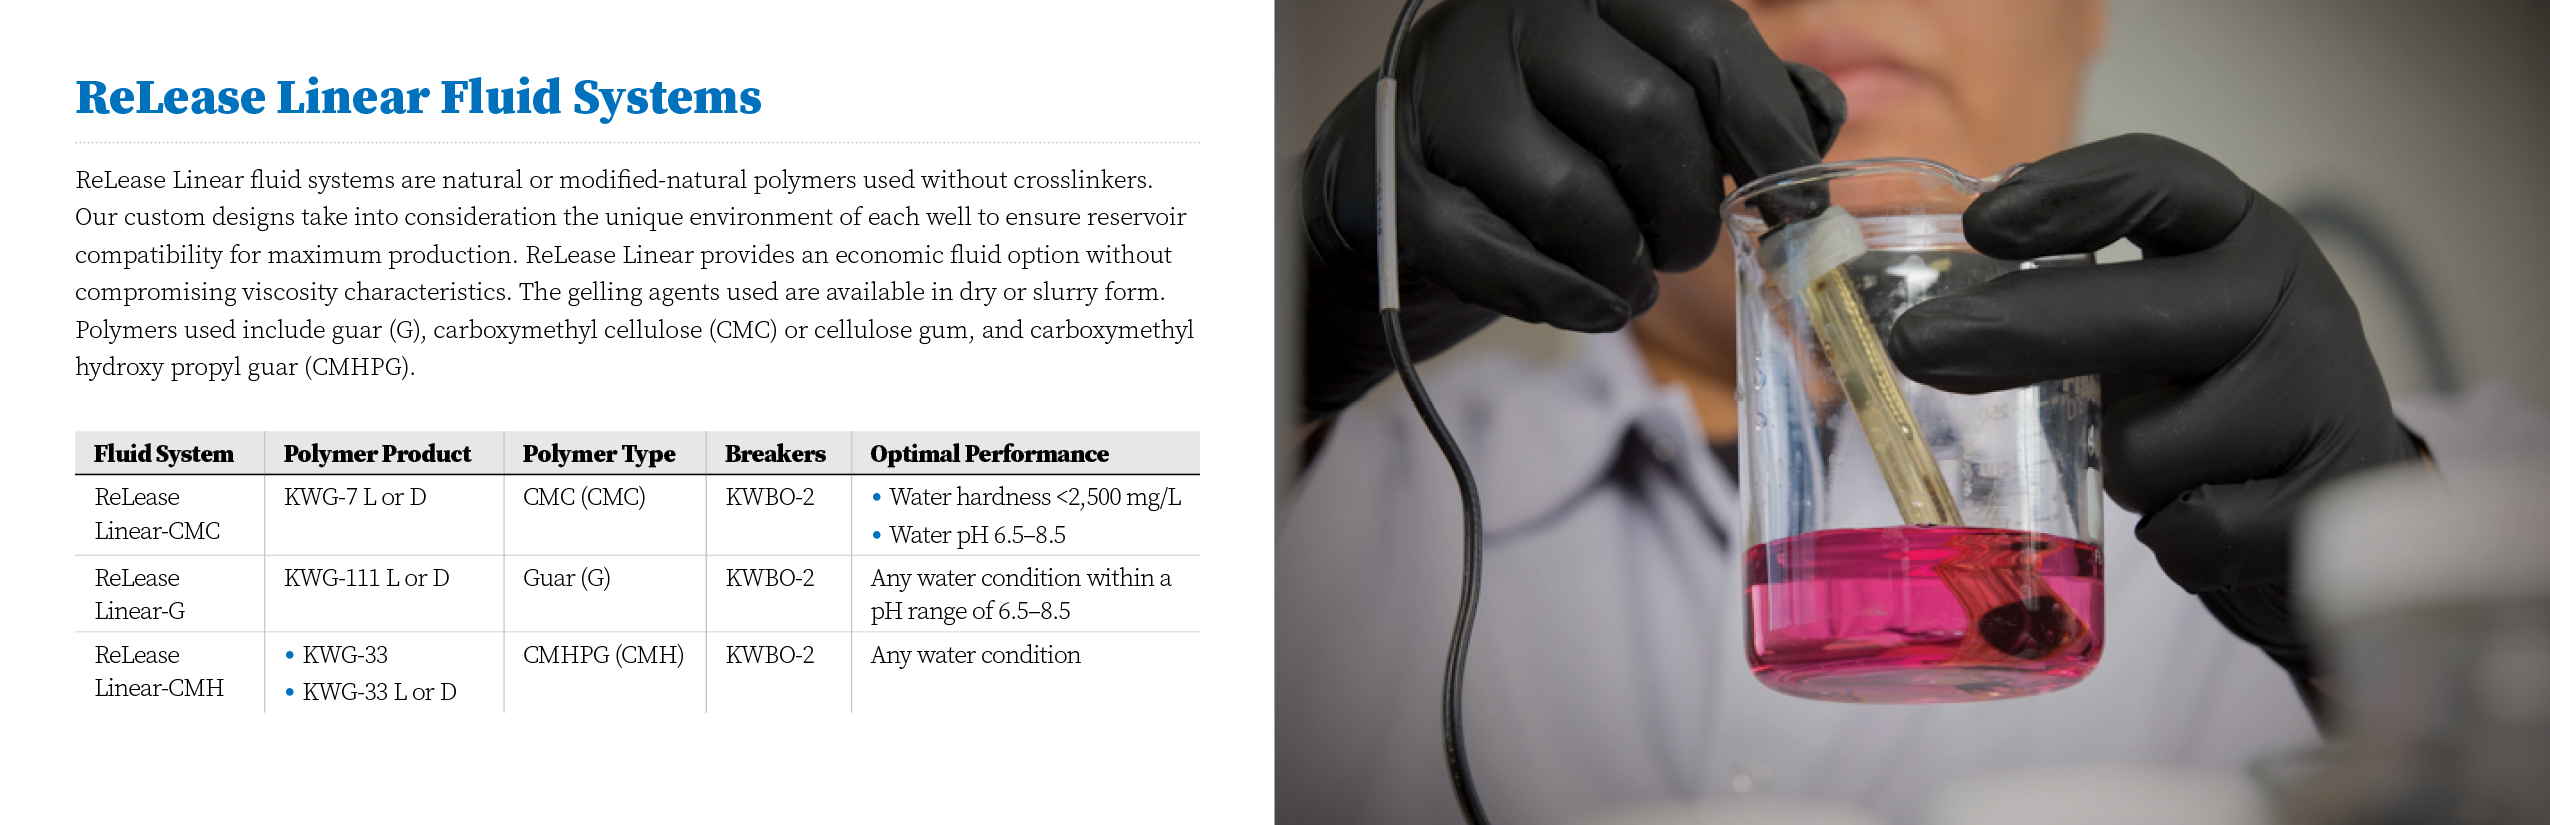 ReLease Linear Fluid Systems
ReLease Linear fluid systems are natural or modified-natural polymers used without crosslinkers.
Our custom designs take into consideration the unique environment of each well to ensure reservoir
compatibility for maximum production. ReLease Linear provides an economic fluid option without
compromising viscosity characteristics. The gelling agents used are available in dry or slurry form.
Polymers used include guar (G), carboxymethyl cellulose (CMC) or cellulose gum, and carboxymethyl
hydroxy propyl guar (CMHPG).
Fluid System Polymer Product Polymer Type Breakers Optimal Performance
ReLease KWG-7 L or D CMC (CMC) KWBO-2 • Water hardness <2,500 mg/L
Linear-CMC • Water pH 6.5–8.5
ReLease KWG-111 L or D Guar (G) KWBO-2 Any water condition within a
Linear-G pH range of 6.5–8.5
ReLease • KWG-33 CMHPG (CMH) KWBO-2 Any water condition
Linear-CMH • KWG-33 L or D